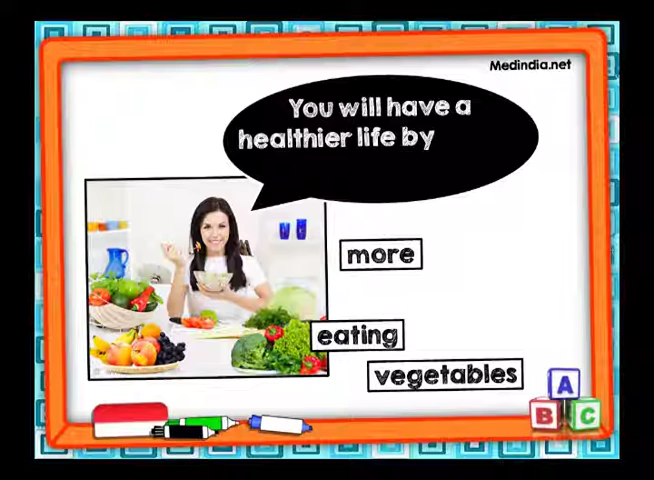 Medindia.net
You will have a
healthier life by
more
eating
vegetables
A
B C